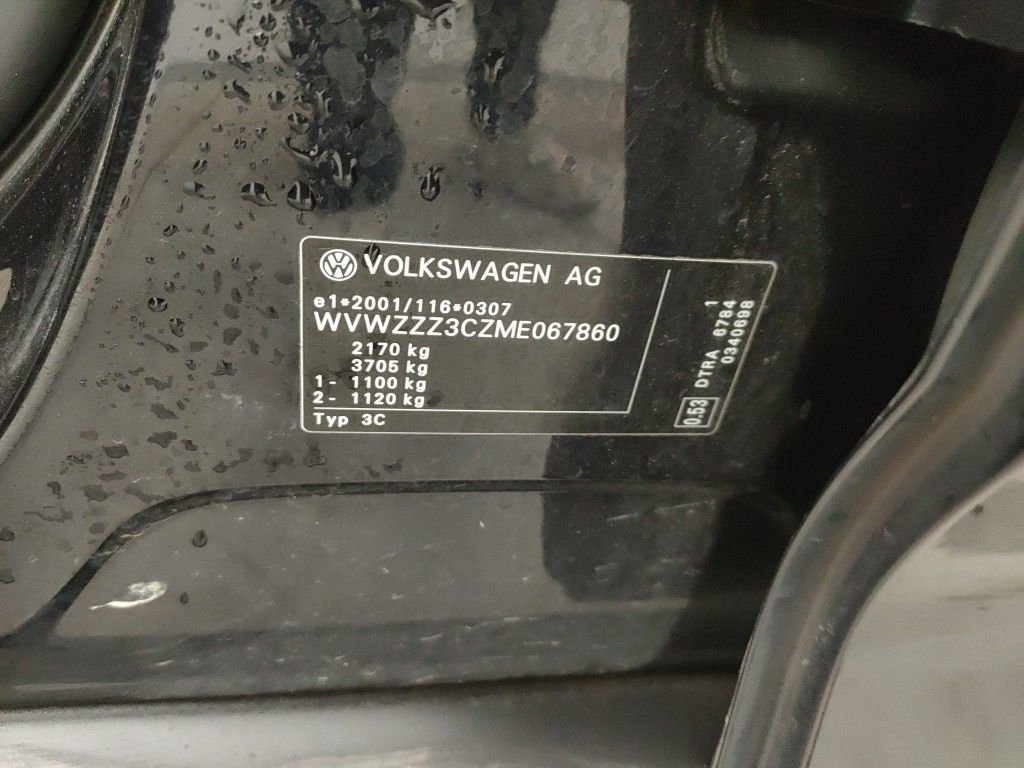 VOLKSWAGEN AG
e1*2001/116*0307
WVWZZZ3CZME067860
2170 kg
3705 kg
1- 1100 kg
2- 1120 kg
Typ 3C
0.53 DTRA 6784 1
0340698